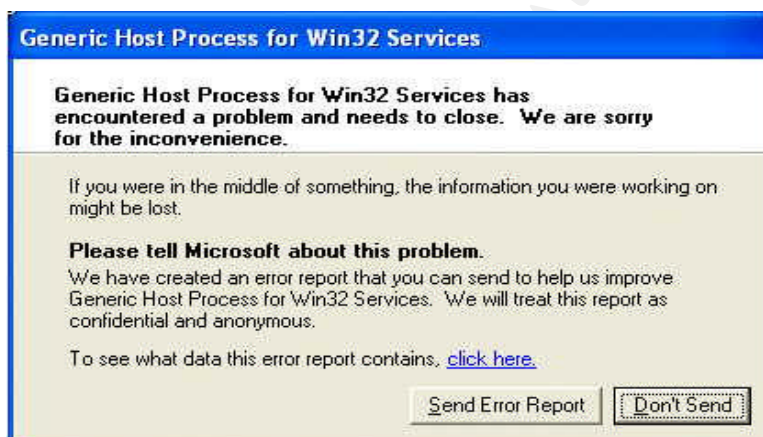 Generic Host Process for Win32 Services
Generic Host Process for Win32 Services has
encountered a problem and needs to close.  We are sorry
for the inconvenience.
If you were in the middle of something, the information you were working on
might be lost.
Please tell Microsoft about this problem.
We have created an error report that you can send to help us improve
Generic Host Process for Win32 Services.  We will treat this report as
confidential and anonymous.
To see what data this error report contains, click here.
Send Error Report
Don't Send